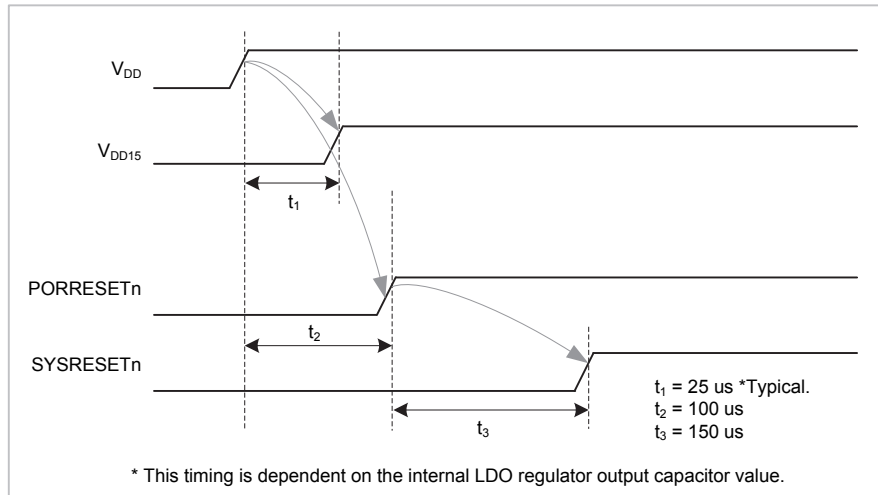 VDD
VDD15
t1
PORRESETn
t2
SYSRESETn
t3
t1 = 25 us *Typical.
t2 = 100 us
t3 = 150 us
* This timing is dependent on the internal LDO regulator output capacitor value.